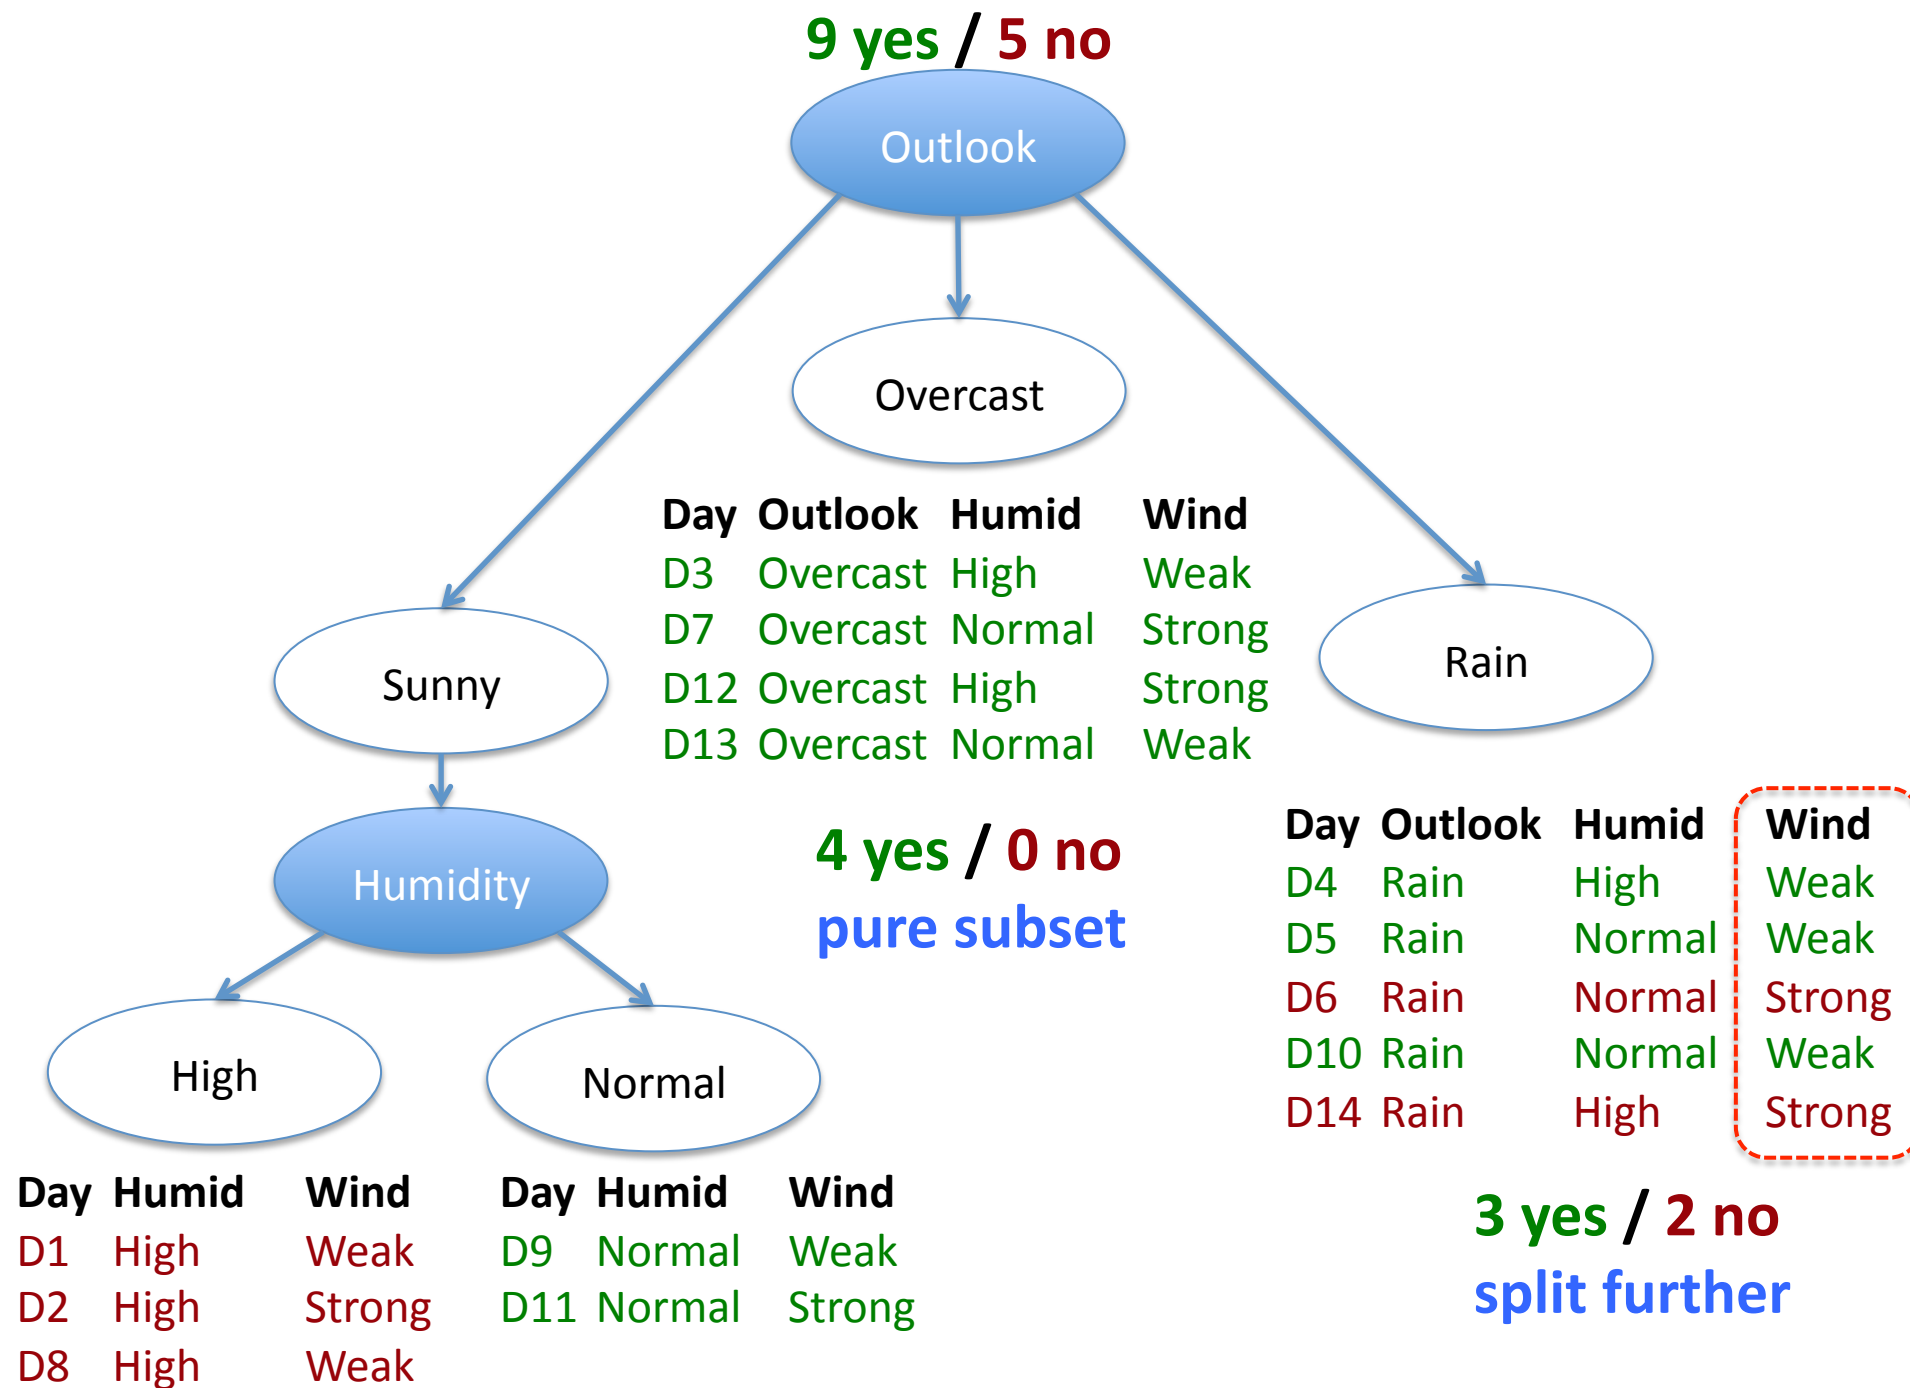 9 yes / 5 no
Outlook
Overcast
Day Outlook Humid Wind
D3 Overcast High Weak
D7 Overcast Normal Strong
D12 Overcast High Strong
D13 Overcast Normal Weak
4 yes / 0 no
pure subset
Sunny
Humidity
High
Normal
Day Humid Wind
D1 High Weak
D2 High Strong
D8 High Weak
Day Humid Wind
D9 Normal Weak
D11 Normal Strong
Rain
Day Outlook Humid Wind
D4 Rain High Weak
D5 Rain Normal Weak
D6 Rain Normal Strong
D10 Rain Normal Weak
D14 Rain High Strong
3 yes / 2 no
split further